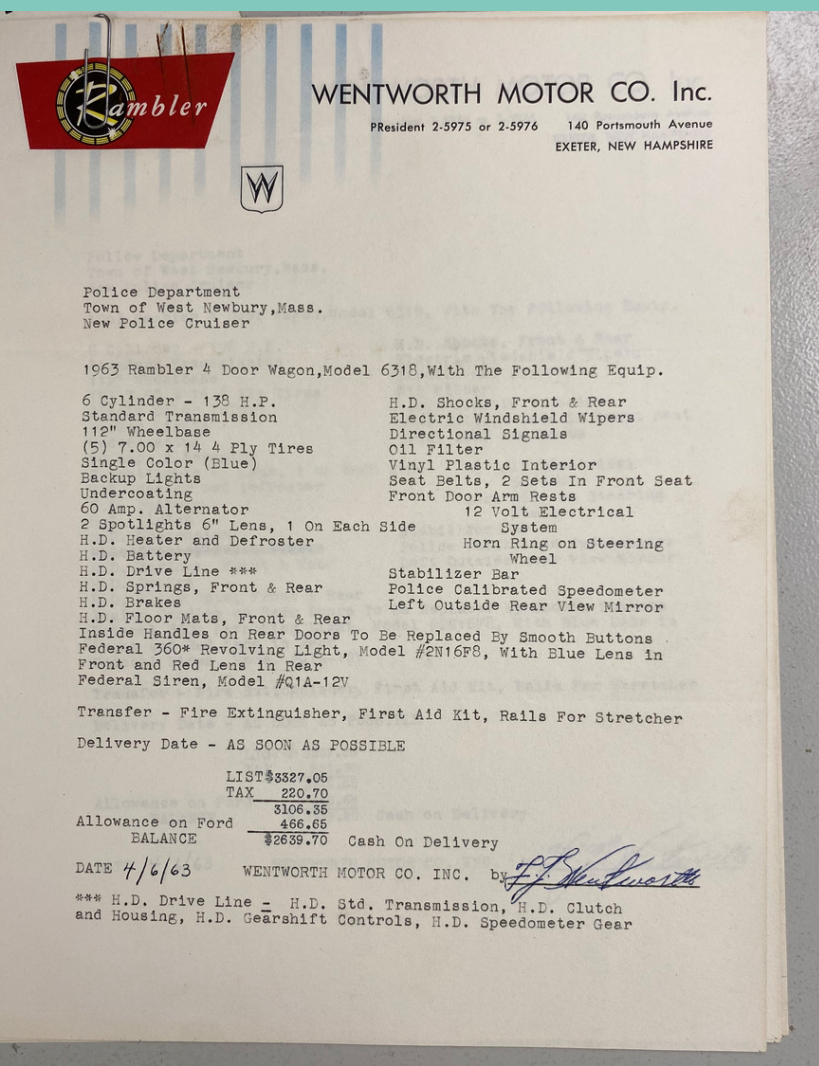 Rambler
WENTWORTH MOTOR CO. Inc.
PResident 2-5975 or 2-5976 140 Portsmouth Avenue
EXETER, NEW HAMPSHIRE
W
Police Department
Town of West Newbury,Mass.
New Police Cruiser
1963 Rambler 4 Door Wagon,Model 6318,With The Following Equip.
6 Cylinder - 138 H.P.
Standard Transmission
112" Wheelbase
(5) 7.00 x 14 4 Ply Tires
Single Color (Blue)
Backup Lights
Undercoating
60 Amp. Alternator
2 Spotlights 6" Lens, 1 On Each Side
H.D. Heater and Defroster
H.D. Battery
H.D. Drive Line ***
H.D. Springs, Front & Rear
H.D. Brakes
H.D. Floor Mats, Front & Rear
H.D. Shocks, Front & Rear
Electric Windshield Wipers
Directional Signals
Oil Filter
Vinyl Plastic Interior
Seat Belts, 2 Sets In Front Seat
Front Door Arm Rests
12 Volt Electrical
System
Horn Ring on Steering
Wheel
Stabilizer Bar
Police Calibrated Speedometer
Left Outside Rear View Mirror
Inside Handles on Rear Doors To Be Replaced By Smooth Buttons
Federal 360* Revolving Light, Model #2N16F8, With Blue Lens in
Front and Red Lens in Rear
Federal Siren, Model #Q1A-12V
Transfer - Fire Extinguisher, First Aid Kit, Rails For Stretcher
Delivery Date - AS SOON AS POSSIBLE
LIST $3327.05
TAX 220.70
3106.35
Allowance on Ford 466.65
BALANCE $2639.70 Cash On Delivery
DATE 4/6/63 WENTWORTH MOTOR CO. INC. by F. J. Wentworth
*** H.D. Drive Line - H.D. Std. Transmission, H.D. Clutch
and Housing, H.D. Gearshift Controls, H.D. Speedometer Gear